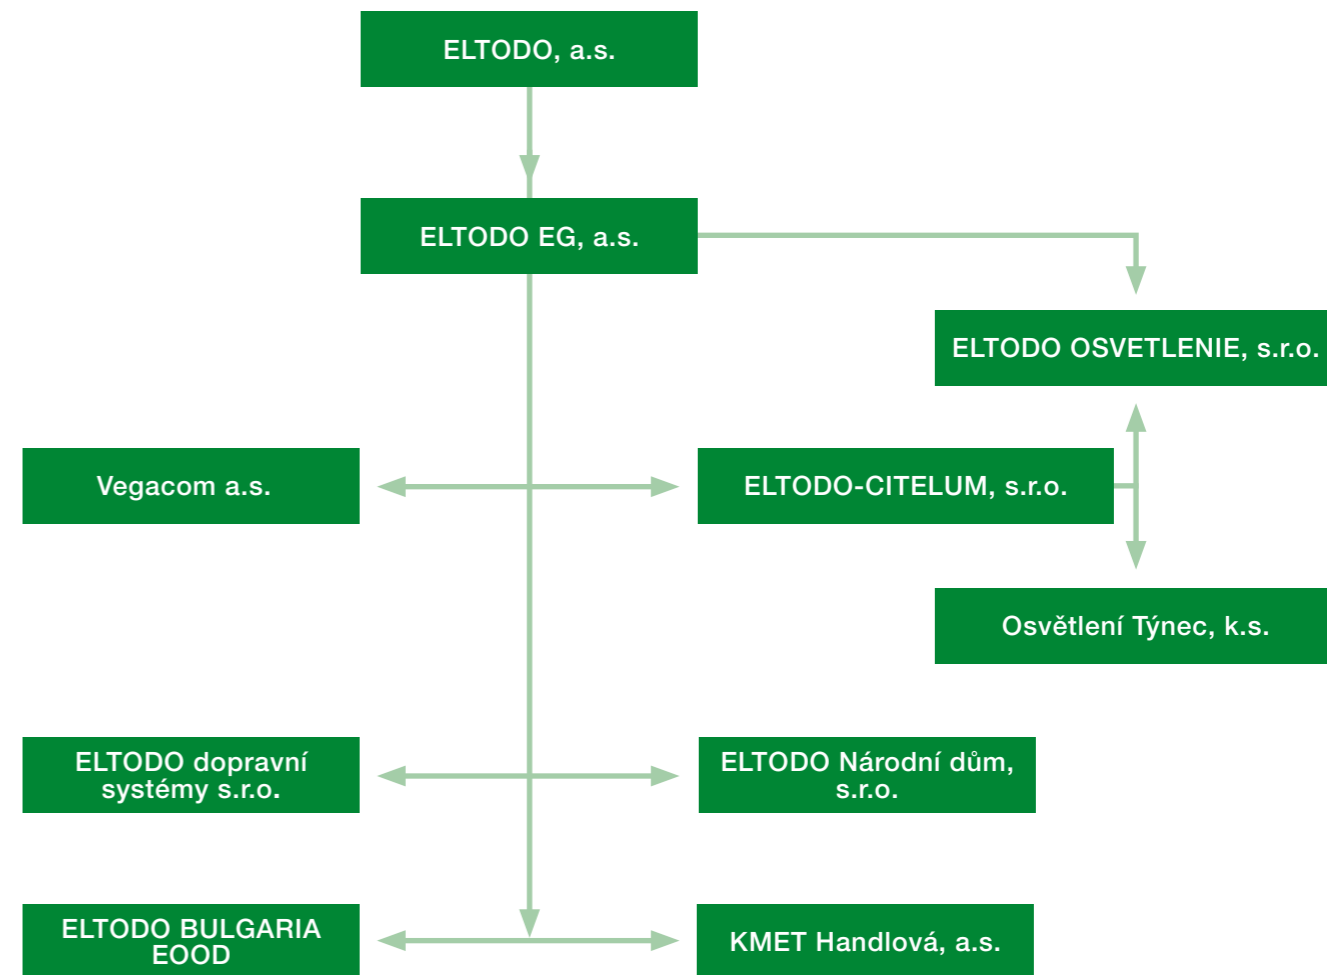 ELTODO, a.s.
ELTODO EG, a.s.
ELTODO OSVETLENIE, s.r.o.
Vegacom a.s.
ELTODO-CITELUM, s.r.o.
Osvětlení Týnec, k.s.
ELTODO dopravní
systémy s.r.o.
ELTODO Národní dům,
s.r.o.
ELTODO BULGARIA
EOOD
KMET Handlová, a.s.